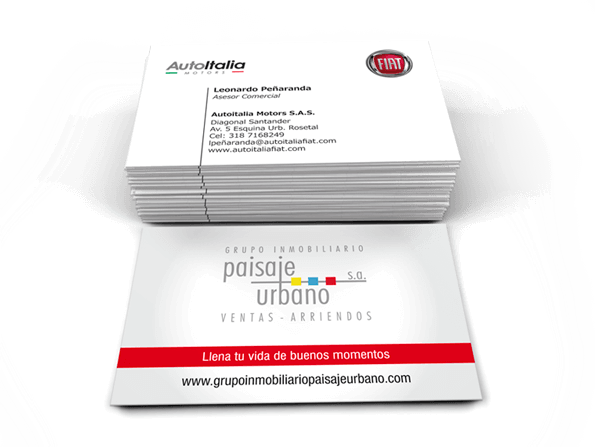 AutoItalia
MOTORS
FIAT
Leonardo Peñaranda
Asesor Comercial
Autoitalia Motors S.A.S.
Diagonal Santander
Av. 5 Esquina Urb. Rosetal
Cel: 318 7168249
lpeñaranda@autoitaliafiat.com
www.autoitaliafiat.com
GRUPO INMOBILIARIO
paisaje
urbano s.a.
VENTAS - ARRIENDOS
Llena tu vida de buenos momentos
www.grupoinmobiliariopaisajeurbano.com